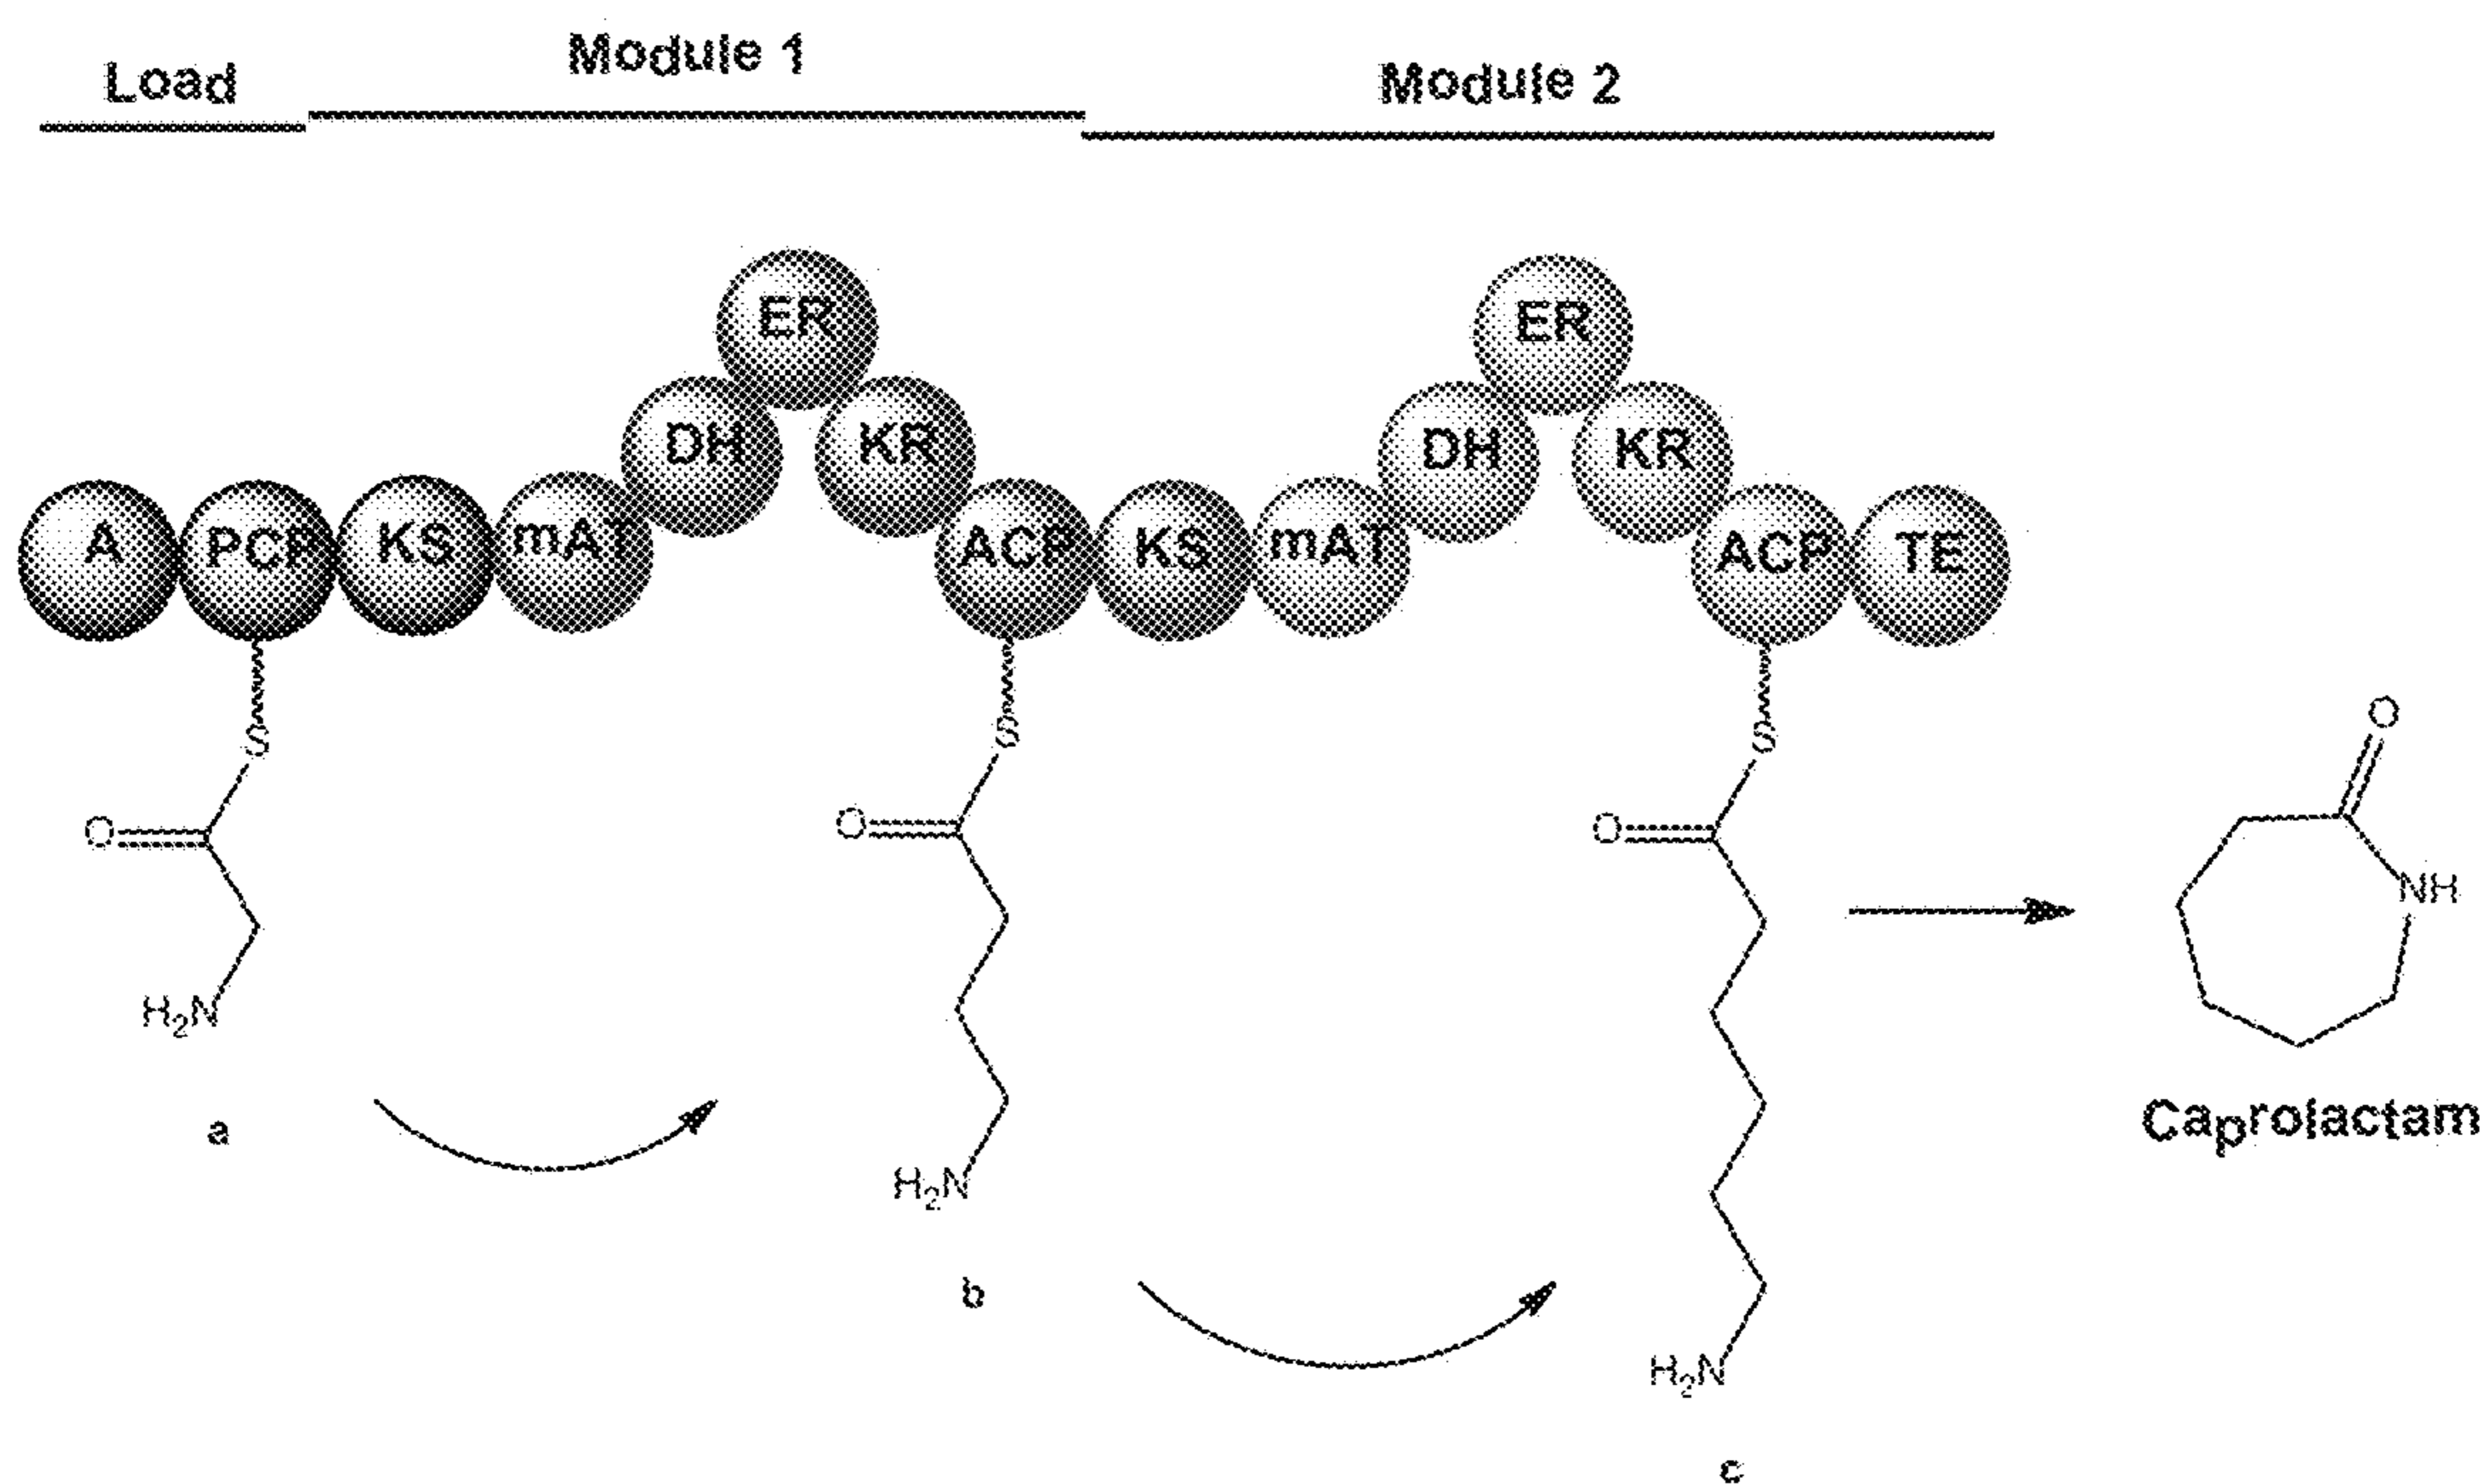 Load
Module 1
Module 2
ER
ER
DH
KR
DH
KR
A
PCP
KS
mAT
ACP
KS
mAT
ACP
TE
S
S
S
O
O
O
O
NH
H₂N
a
Caprolactam
H₂N
b
H₂N
c